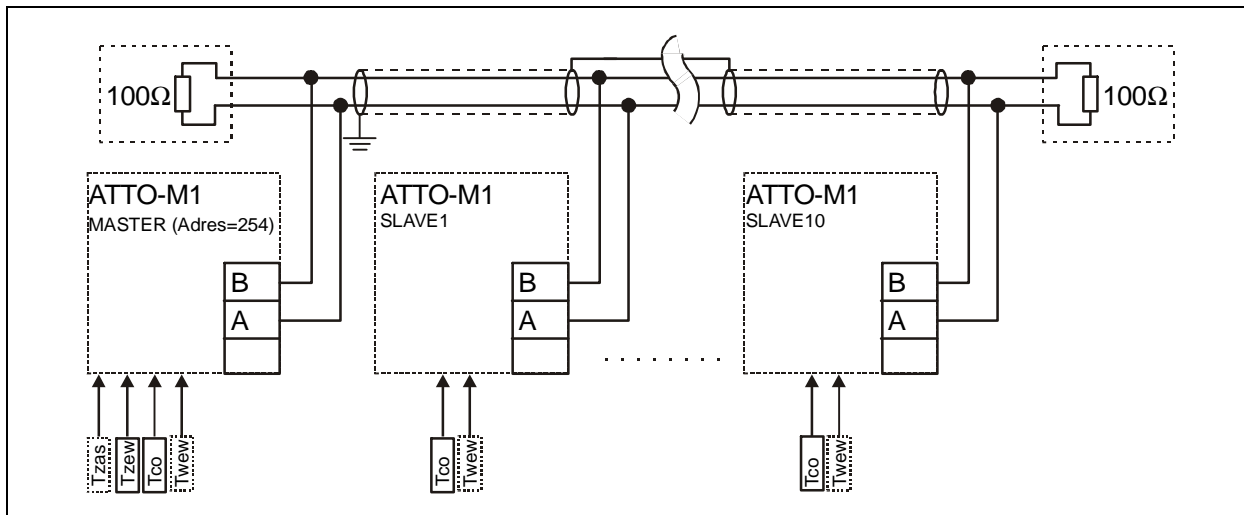 100Ω
100Ω
ATTO-M1
MASTER (Adres=254)
B
A
ATTO-M1
SLAVE1
B
A
. . . . . . . .
ATTO-M1
SLAVE10
B
A
Tzas
Tzew
Tco
Twew
Tco
Twew
Tco
Twew